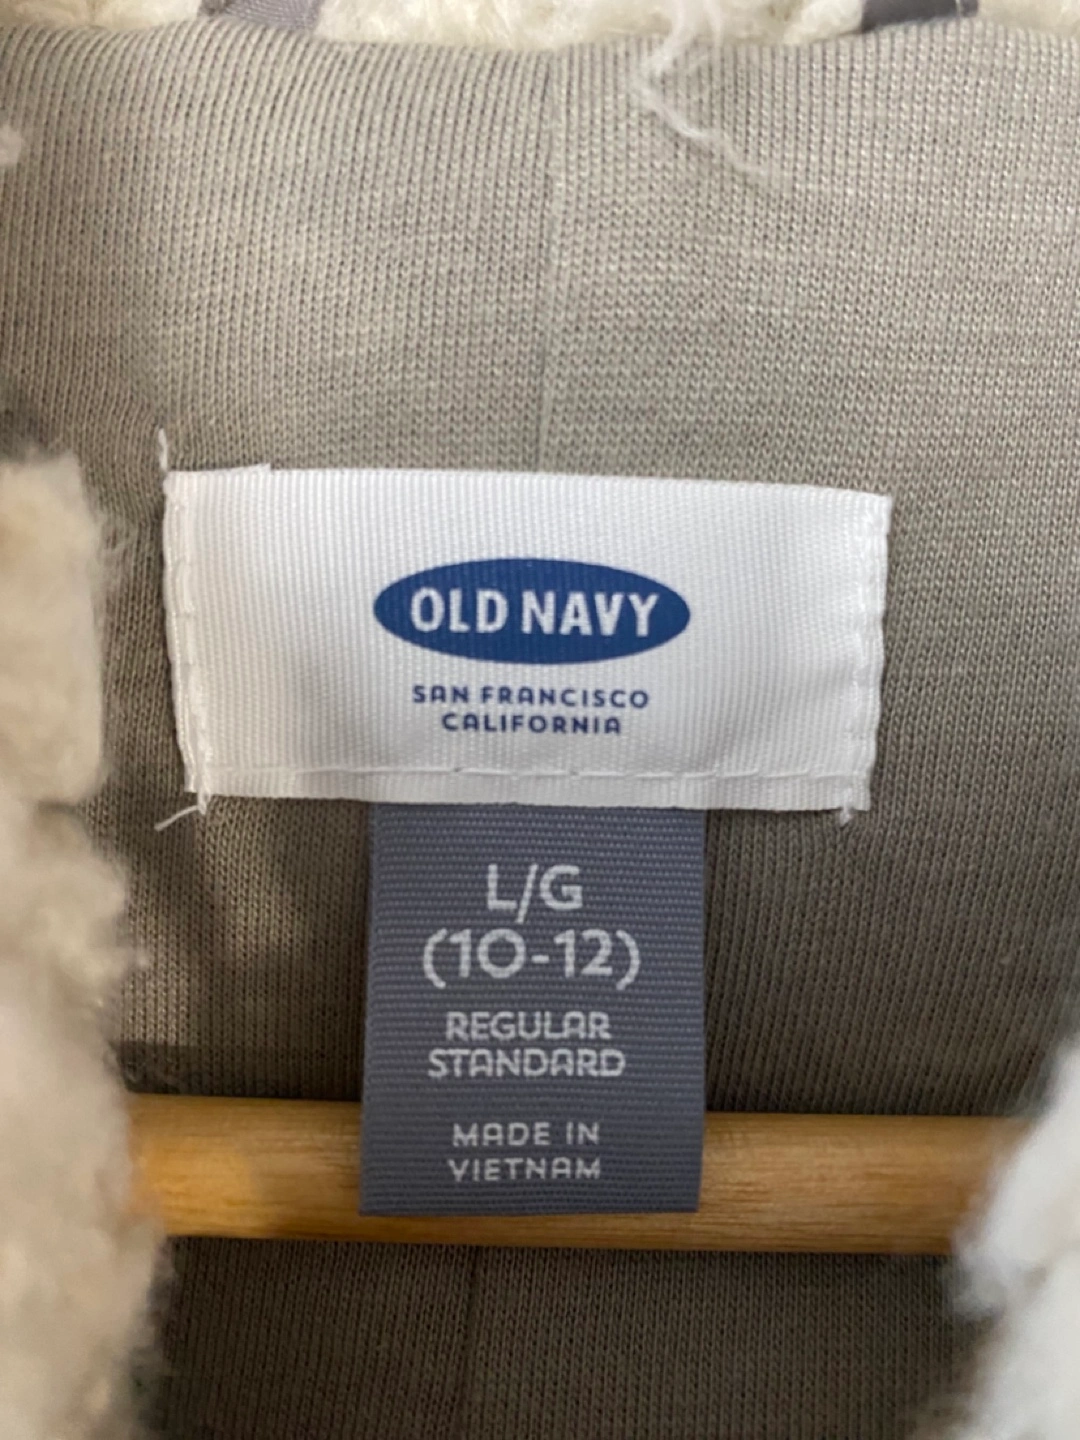 OLD NAVY
SAN FRANCISCO
CALIFORNIA
L/G
(10-12)
REGULAR
STANDARD
MADE IN
VIETNAM